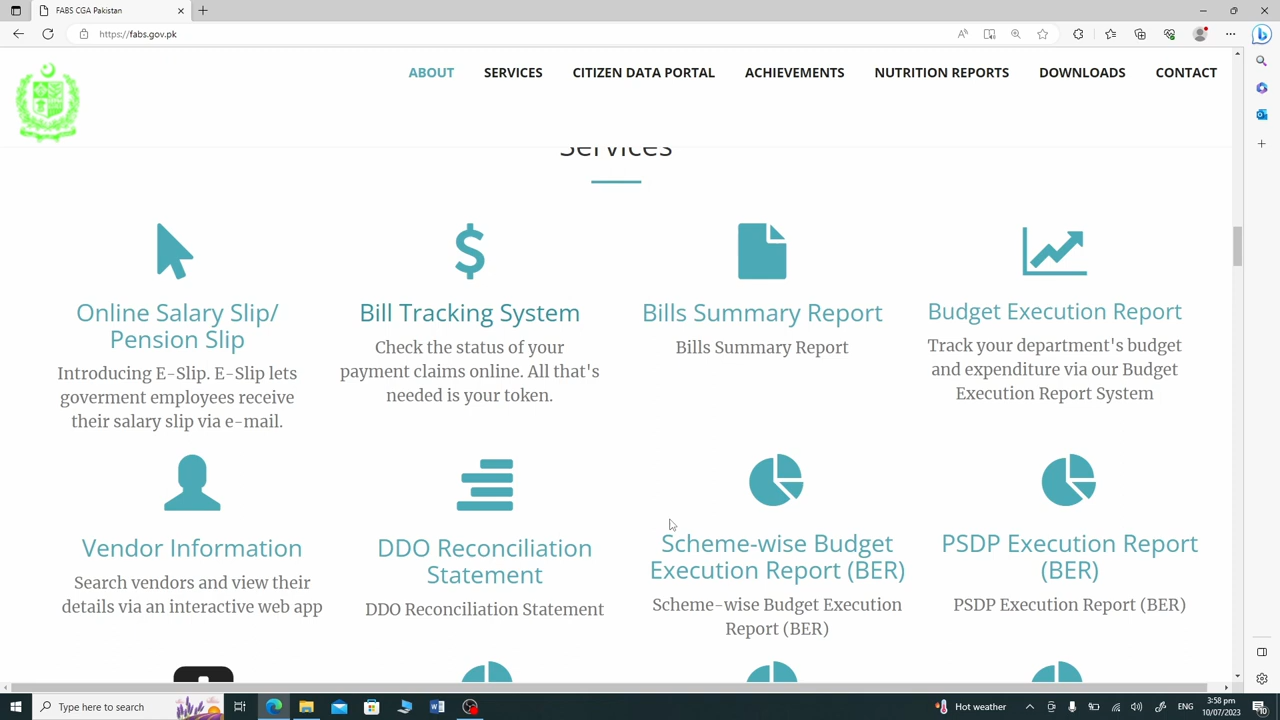 FABS CGA Pakistan
https://fabs.gov.pk
ABOUT
SERVICES
CITIZEN DATA PORTAL
ACHIEVEMENTS
NUTRITION REPORTS
DOWNLOADS
CONTACT
Services
Online Salary Slip/
Pension Slip
Introducing E-Slip. E-Slip lets
goverment employees receive
their salary slip via e-mail.
Bill Tracking System
Check the status of your
payment claims online. All that's
needed is your token.
Bills Summary Report
Bills Summary Report
Budget Execution Report
Track your department's budget
and expenditure via our Budget
Execution Report System
Vendor Information
Search vendors and view their
details via an interactive web app
DDO Reconciliation
Statement
DDO Reconciliation Statement
Scheme-wise Budget
Execution Report (BER)
Scheme-wise Budget Execution
Report (BER)
PSDP Execution Report
(BER)
PSDP Execution Report (BER)
Type here to search
Hot weather
ENG
3:58 pm
10/07/2023
10